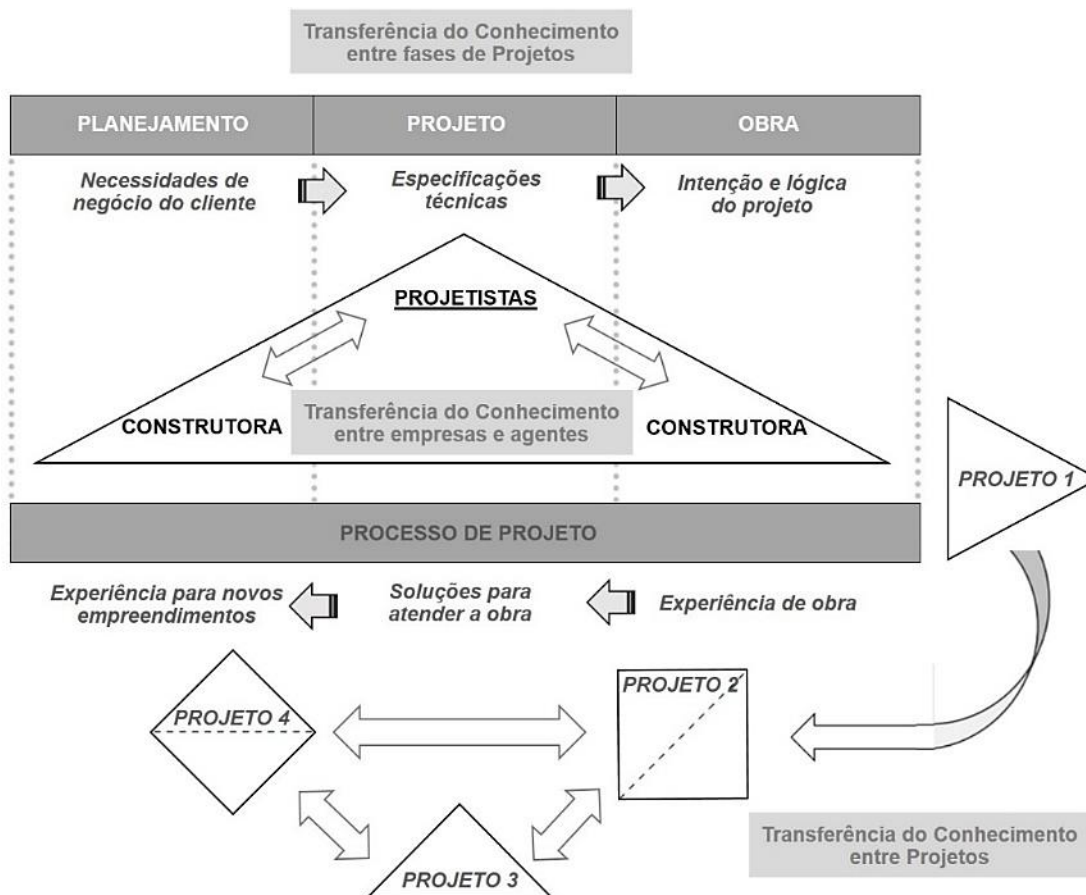 Transferência do Conhecimento
entre fases de Projetos
PLANEJAMENTO
PROJETO
OBRA
Necessidades de
negócio do cliente
Especificações
técnicas
Intenção e lógica
do projeto
PROJETISTAS
CONSTRUTORA
Transferência do Conhecimento
entre empresas e agentes
CONSTRUTORA
PROJETO 1
PROCESSO DE PROJETO
Experiência para novos
empreendimentos
Soluções para
atender a obra
Experiência de obra
PROJETO 4
PROJETO 2
PROJETO 3
Transferência do Conhecimento
entre Projetos